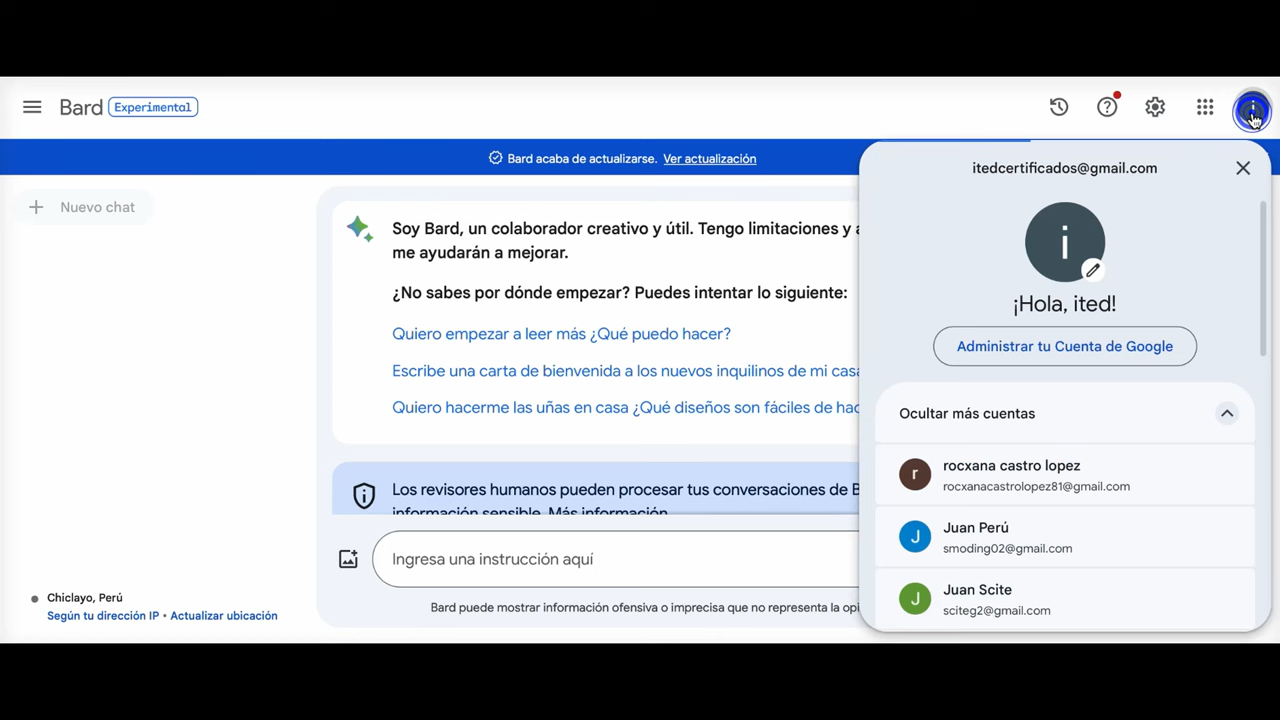 Bard Experimental
Bard acaba de actualizarse. Ver actualización
Nuevo chat
Soy Bard, un colaborador creativo y útil. Tengo limitaciones y
me ayudarán a mejorar.
¿No sabes por dónde empezar? Puedes intentar lo siguiente:
Quiero empezar a leer más ¿Qué puedo hacer?
Escribe una carta de bienvenida a los nuevos inquilinos de mi casa
Quiero hacerme las uñas en casa ¿Qué diseños son fáciles de
Los revisores humanos pueden procesar tus conversaciones de
información sensible. Más información
Ingresa una instrucción aquí
Bard puede mostrar información ofensiva o imprecisa que no representa la
Chiclayo, Perú
Según tu dirección IP • Actualizar ubicación
itedcertificados@gmail.com
i
¡Hola, ited!
Administrar tu Cuenta de Google
Ocultar más cuentas
r
rocxana castro lopez
rocxanacastrolopez81@gmail.com
J
Juan Perú
smoding02@gmail.com
J
Juan Scite
sciteg2@gmail.com